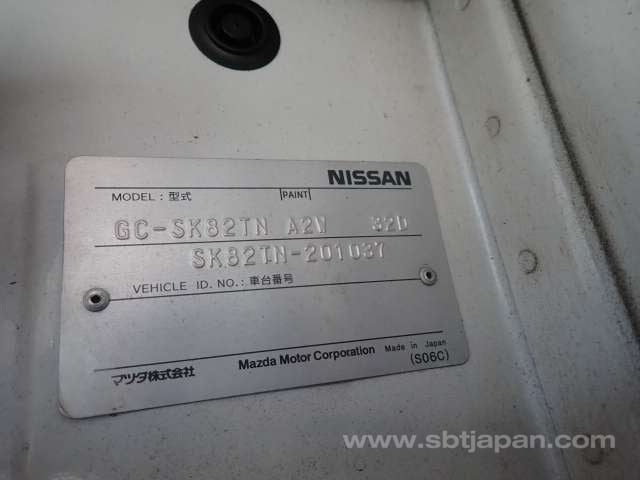 NISSAN
MODEL : 型式 PAINT
GC-SK82TN A2W 32D
SK82TN-201037
VEHICLE ID. NO. : 車台番号
マツダ株式会社 Mazda Motor Corporation Made in Japan
(S06C)
www.sbtjapan.com